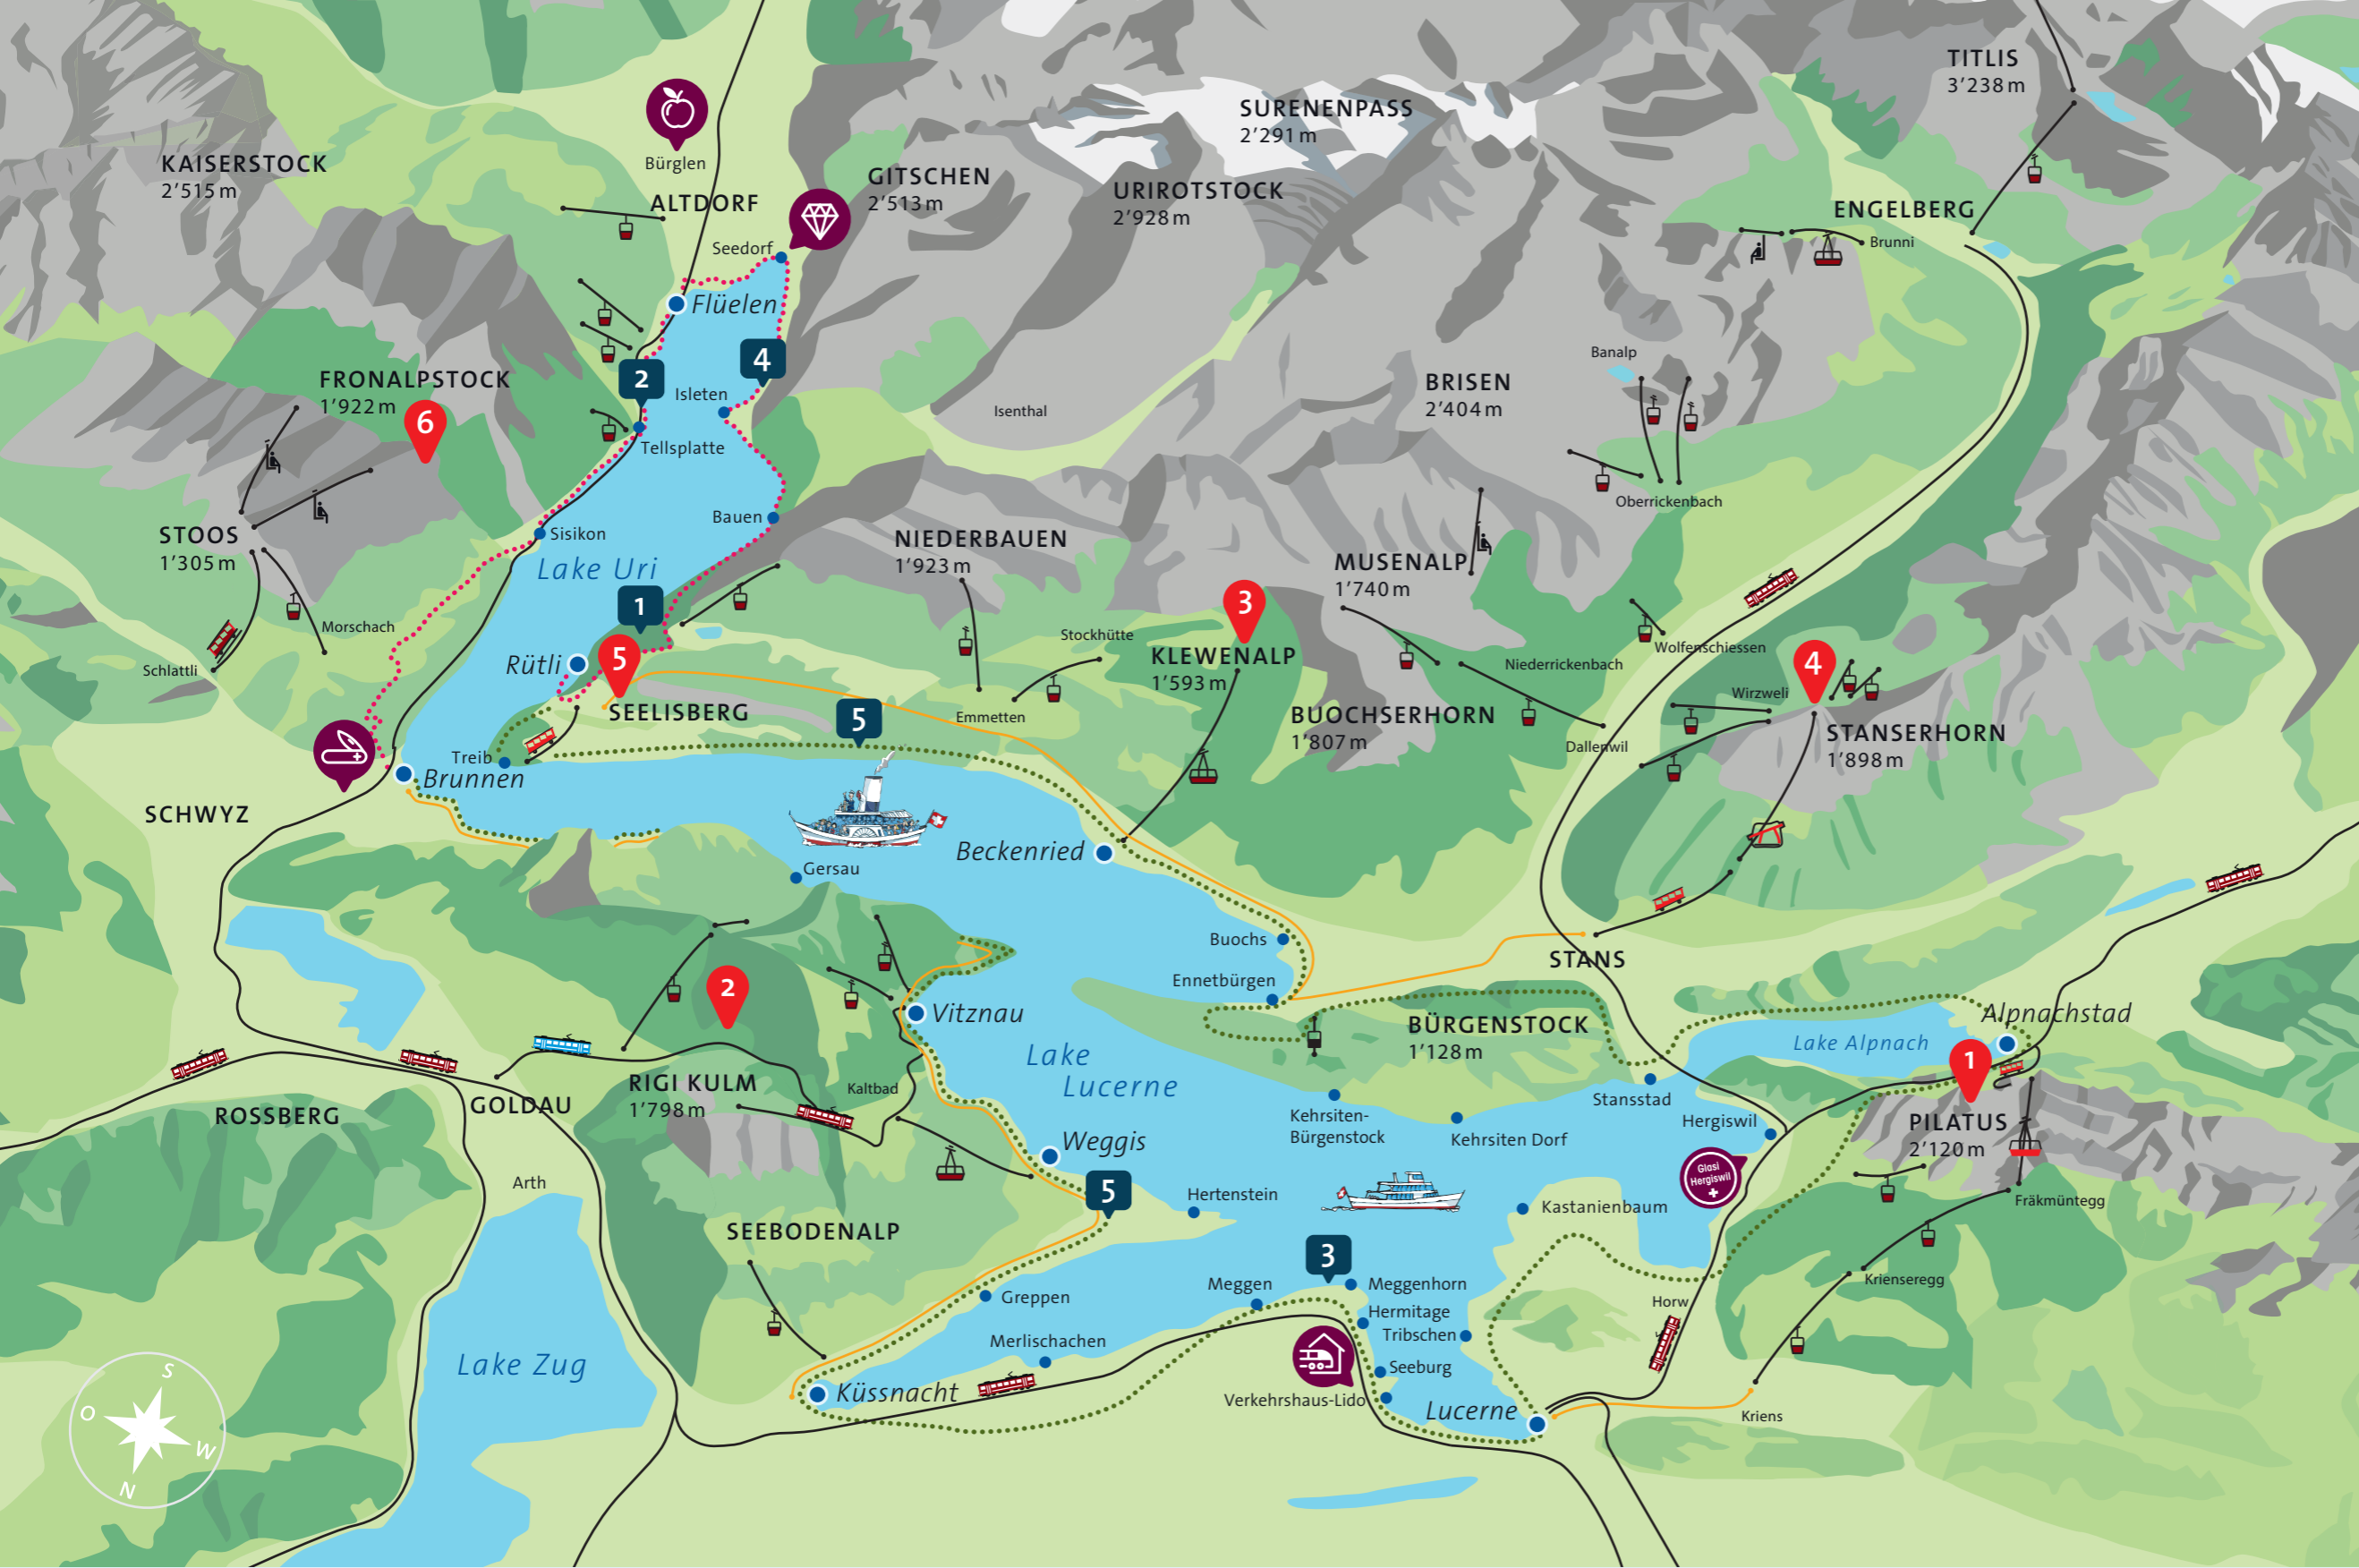 TITLIS
3’238 m
SURENENPASS
2’291 m
KAISERSTOCK
2’515 m
Bürglen
GITSCHEN
2’513 m
URIROTSTOCK
2’928 m
ALTDORF
ENGELBERG
Brunni
Seedorf
Flüelen
4
2
Isleten
Banalp
FRONALPSTOCK
1’922 m
6
BRISEN
2’404 m
Isenthal
Tellsplatte
Oberrickenbach
Bauen
STOOS
1’305 m
Sisikon
NIEDERBAUEN
1’923 m
Lake Uri
MUSENALP
1’740 m
1
3
Morschach
Schlattli
Stockhütte
Wolfenschiessen
Rütli
5
KLEWENALP
1’593 m
Niederrickenbach
4
Wirzweli
SEELISBERG
5
Emmetten
BUOCHSERHORN
1’807 m
Dallenwil
STANSERHORN
1’898 m
Treib
Brunnen
SCHWYZ
Beckenried
Gersau
Buochs
STANS
Ennetbürgen
2
Vitznau
BÜRGENSTOCK
1’128 m
Alpnachstad
Lake Alpnach
Lake
Lucerne
1
RIGI KULM
1’798 m
Kaltbad
GOLDAU
ROSSBERG
Kehrsiten-
Bürgenstock
Kehrsiten Dorf
Stansstad
Hergiswil
PILATUS
2’120 m
Weggis
Glasi
Hergiswil
Arth
5
Hertenstein
Kastanienbaum
Fräkmüntegg
SEEBODENALP
3
Meggen
Meggenhorn
Krienseregg
Greppen
Hermitage
Horw
Tribschen
Merlischachen
Seeburg
Lake Zug
Küssnacht
Verkehrshaus-Lido
Lucerne
Kriens
S
O
W
N